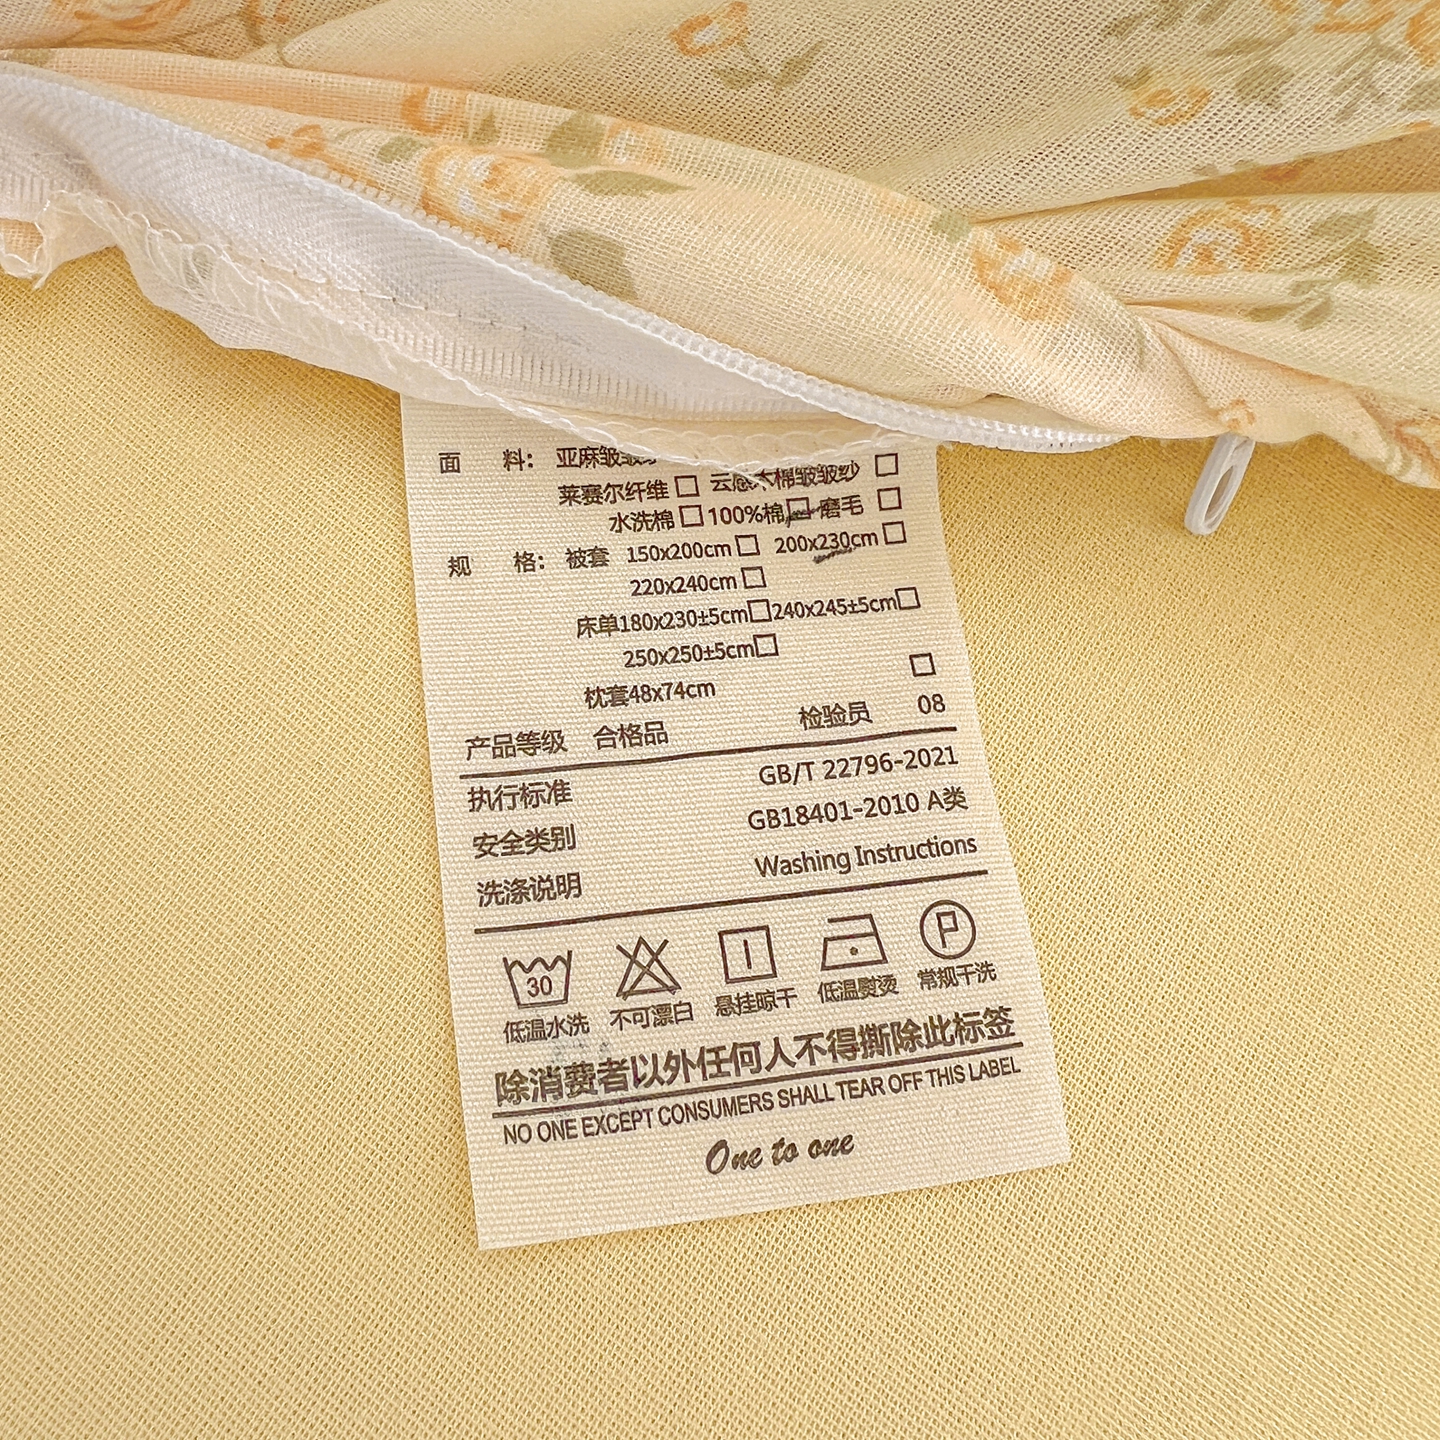 面 料: 亚麻皱皱
莱赛尔纤维□ 云感木棉皱皱纱 □
水洗棉□100%棉□磨毛 □
规 格: 被套 150x200cm□ 200x230cm□
220x240cm□
床单180x230±5cm□240x245±5cm□
250x250±5cm□
枕套48x74cm □
产品等级 合格品 检验员 08
执行标准 GB/T 22796-2021
安全类别 GB18401-2010 A类
洗涤说明 Washing Instructions
30 P
低温水洗 不可漂白 悬挂晾干 低温熨烫 常规干洗
除消费者以外任何人不得撕除此标签
NO ONE EXCEPT CONSUMERS SHALL TEAR OFF THIS LABEL
One to one